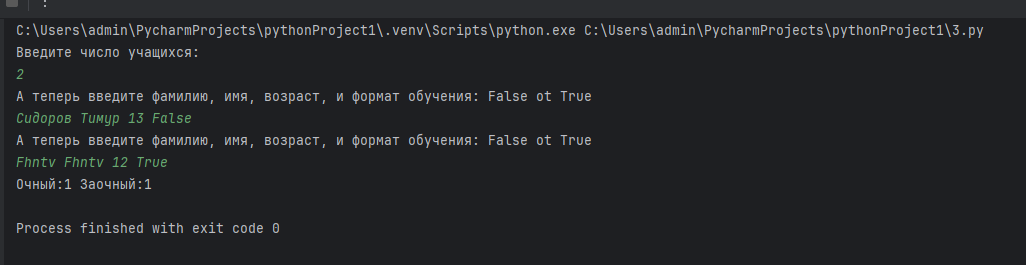 C:\Users\admin\PycharmProjects\pythonProject1\.venv\Scripts\python.exe C:\Users\admin\PycharmProjects\pythonProject1\3.py
Введите число учащихся:
2
А теперь введите фамилию, имя, возраст, и формат обучения: False ot True
Сидоров Тимур 13 False
А теперь введите фамилию, имя, возраст, и формат обучения: False ot True
Fhntv Fhntv 12 True
Очный:1 Заочный:1
Process finished with exit code 0